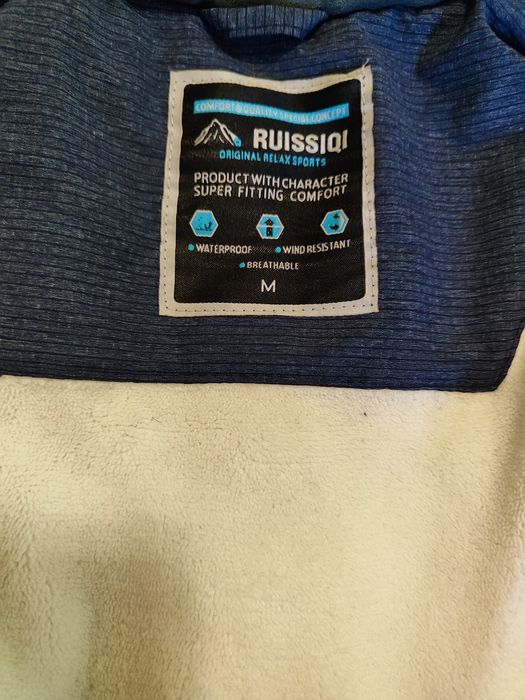 COMFORT&QUALITY SPECIAL CONCEPT
RUISSIQI
ORIGINAL RELAX SPORTS
PRODUCT WITH CHARACTER
SUPER FITTING COMFORT
WATERPROOF
WIND RESISTANT
BREATHABLE
M